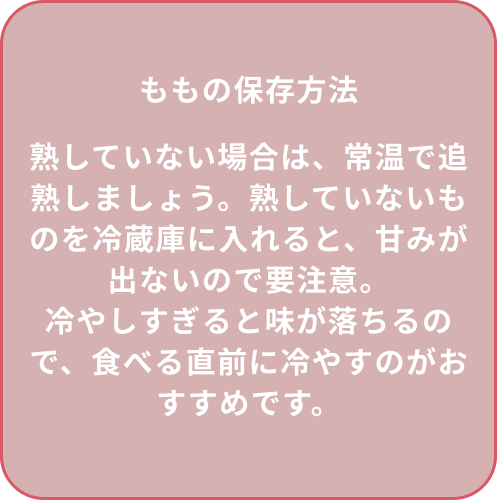 ももの保存方法
熟していない場合は、常温で追
熟しましょう。熟していないも
のを冷蔵庫に入れると、甘みが
出ないので要注意。
冷やしすぎると味が落ちるの
で、食べる直前に冷やすのがお
すすめです。